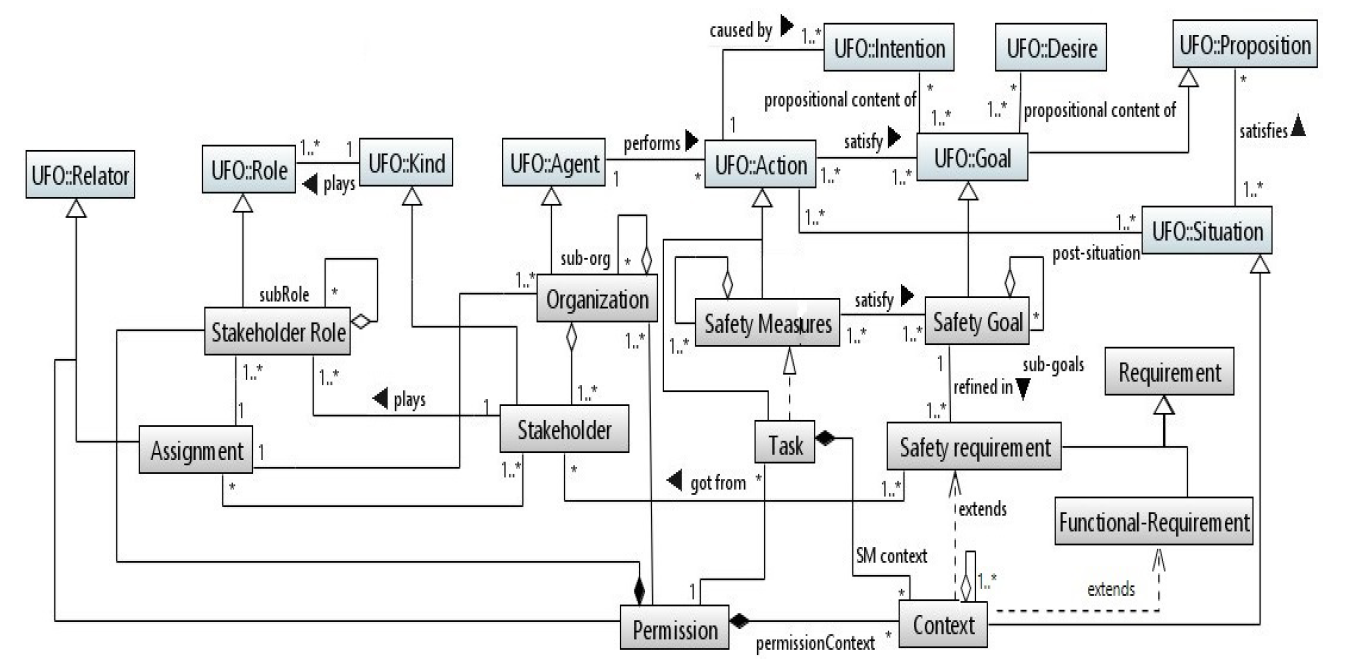 caused by 1..* UFO::Intention UFO::Desire UFO::Proposition
propositional content of * 1..* 1..* * propositional content of *
1 satisfies
UFO::Relator UFO::Role 1..* 1 UFO::Kind UFO::Agent performs UFO::Action satisfy UFO::Goal
plays 1 * 1..* 1..*
1..* 1..* 1..*
UFO::Situation
sub-org * post-situation
subRole * 1..* Organization satisfy *
Stakeholder Role 1..* Safety Measures 1..* 1..* Safety Goal
1..*
1..* 1..* 1 sub-goals Requirement
plays 1 1..* refined in
1 1..*
Assignment 1 Stakeholder Task Safety requirement
* 1..* * got from * 1..*
extends Functional-Requirement
SM context 1..* extends
1 *
Permission permissionContext * Context